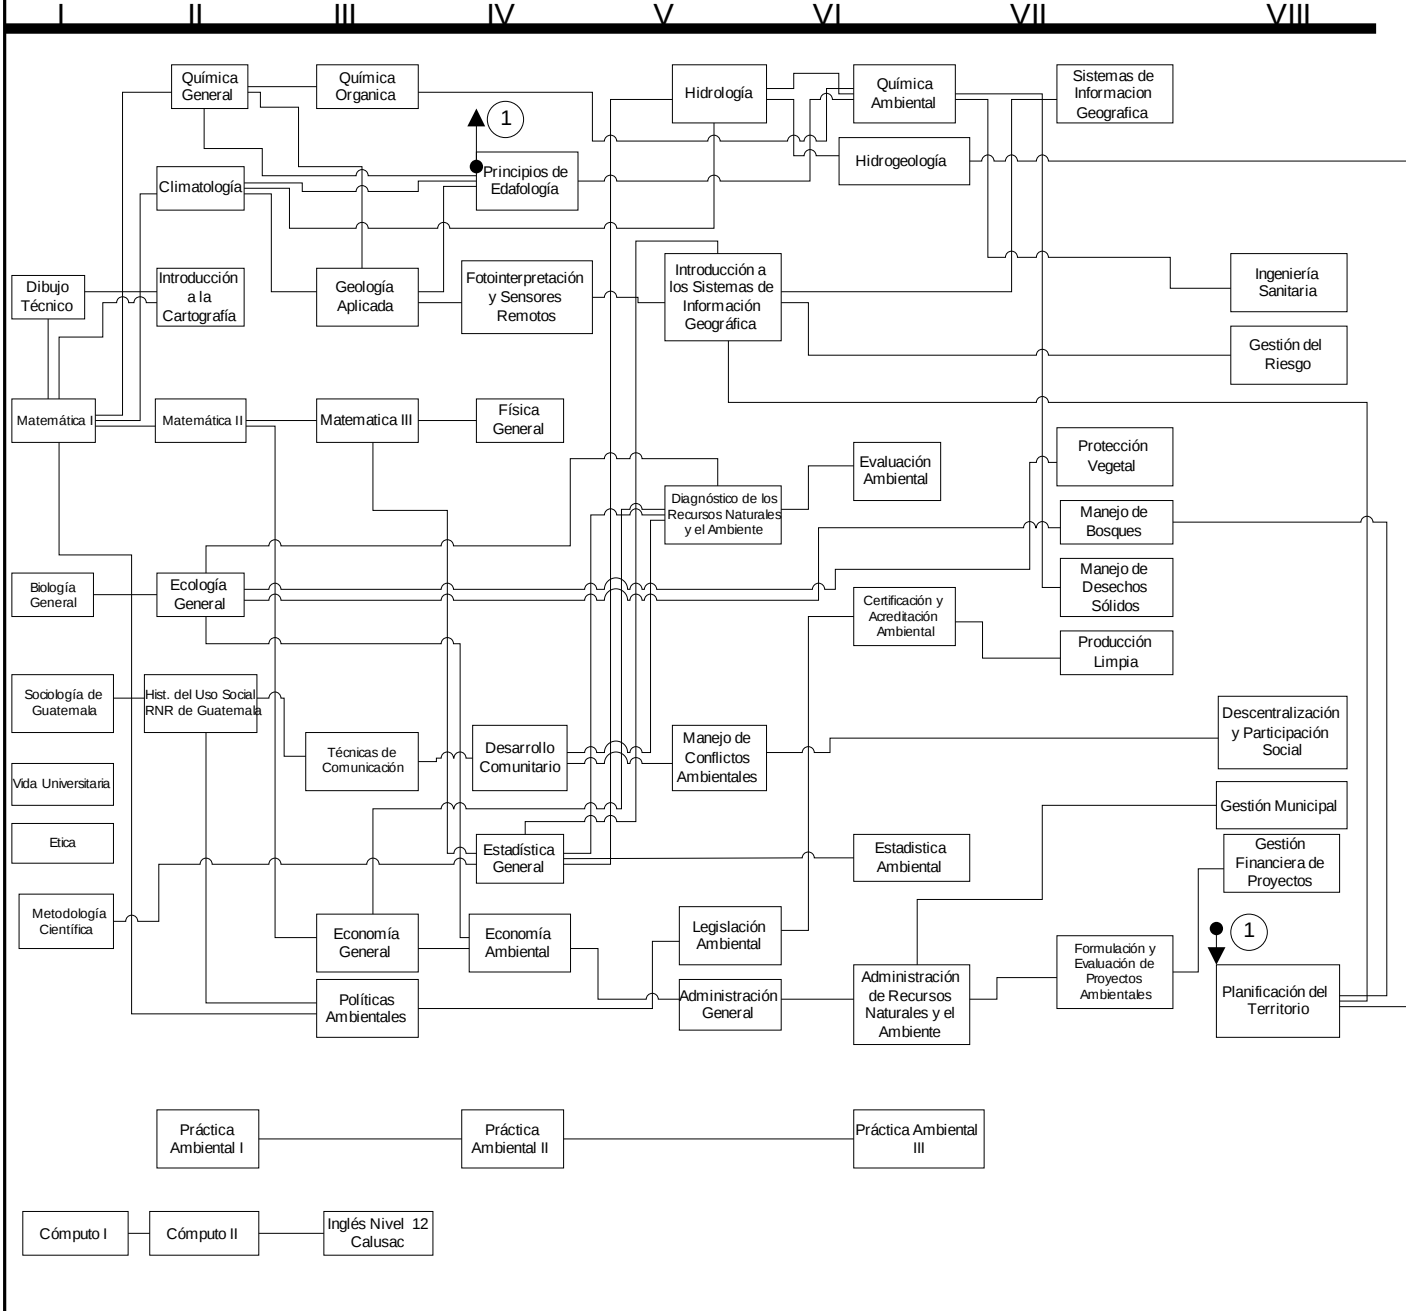 I
II
III
IV
V
VI
VII
VIII
Química
General
Química
Organica
1
Hidrología
Química
Ambiental
Sistemas de
Informacion
Geografica
Climatología
Principios de
Edafología
Hidrogeología
Dibujo
Técnico
Introducción
a la
Cartografía
Geología
Aplicada
Fotointerpretación
y Sensores
Remotos
Introducción a
los Sistemas de
Información
Geográfica
Ingeniería
Sanitaria
Gestión del
Riesgo
Matemática I
Matemática II
Matematica III
Física
General
Diagnóstico de los
Recursos Naturales
y el Ambiente
Evaluación
Ambiental
Protección
Vegetal
Manejo de
Bosques
Biología
General
Ecología
General
Certificación y
Acreditación
Ambiental
Manejo de
Desechos
Sólidos
Producción
Limpia
Sociología de
Guatemala
Hist. del Uso Social
RNR de Guatemala
Técnicas de
Comunicación
Desarrollo
Comunitario
Manejo de
Conflictos
Ambientales
Descentralización
y Participación
Social
Vida Universitaria
Gestión Municipal
Etica
Estadística
General
Estadistica
Ambiental
Gestión
Financiera de
Proyectos
Metodología
Científica
Economía
General
Economía
Ambiental
Legislación
Ambiental
Formulación y
Evaluación de
Proyectos
Ambientales
1
Políticas
Ambientales
Administración
General
Administración
de Recursos
Naturales y el
Ambiente
Planificación del
Territorio
Práctica
Ambiental I
Práctica
Ambiental II
Práctica Ambiental
III
Cómputo I
Cómputo II
Inglés Nivel 12
Calusac